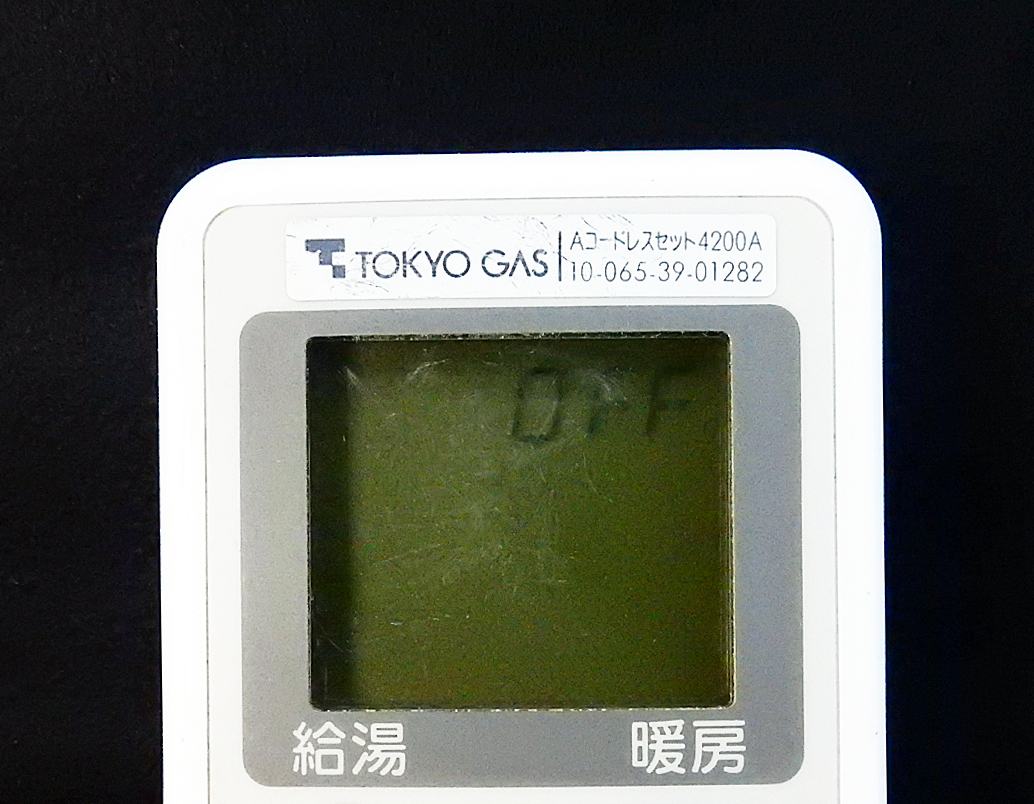 TOKYO GAS
Aコードレスセット4200A
10-065-39-01282
OFF
給湯
暖房